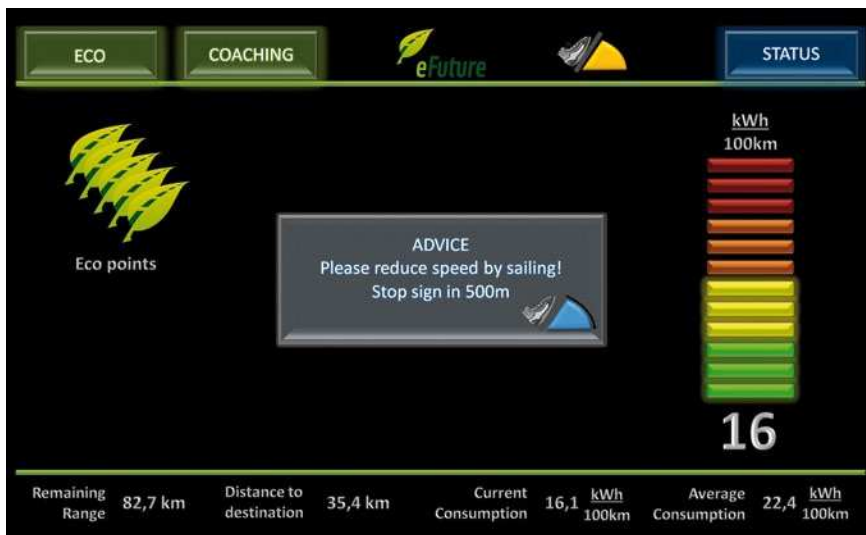 ECO
COACHING
eFuture
STATUS
kWh
100km
Eco points
ADVICE
Please reduce speed by sailing!
Stop sign in 500m
16
Remaining
Range
82,7 km
Distance to
destination
35,4 km
Current
Consumption
16,1
kWh
100km
Average
Consumption
22,4
kWh
100km